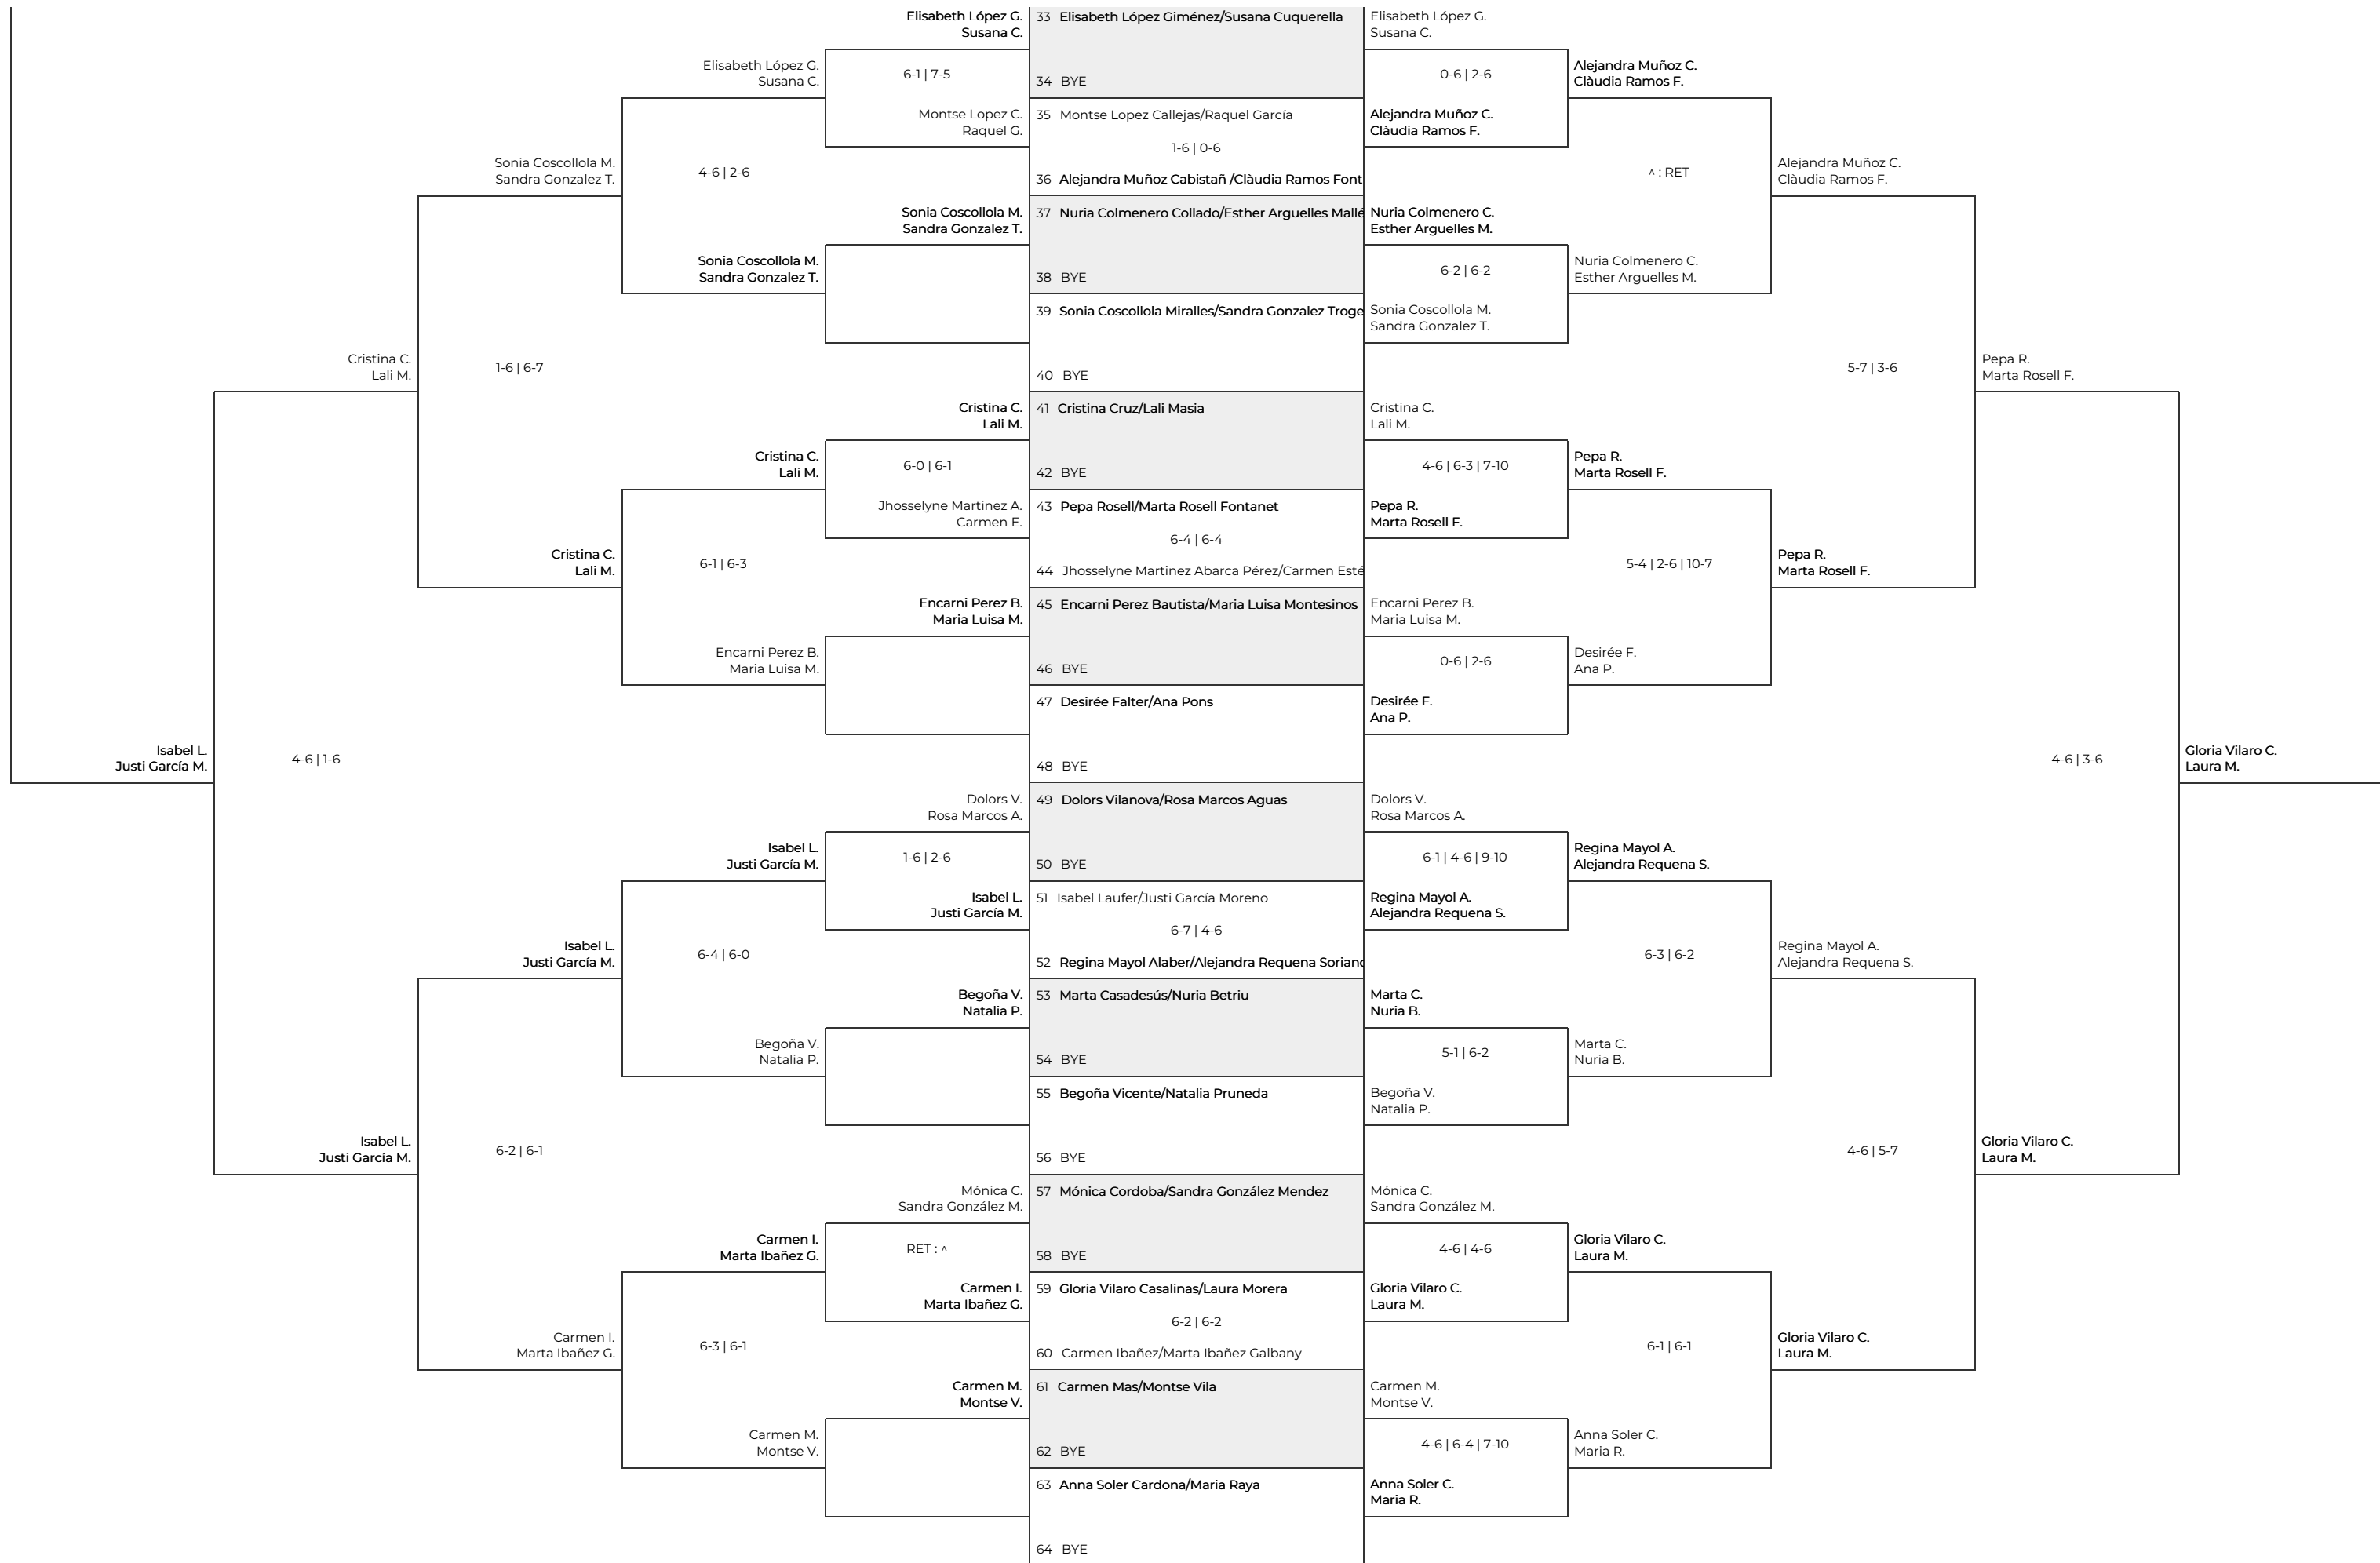 Elisabeth López G.
Susana C.
33 Elisabeth López Giménez/Susana Cuquerella
Elisabeth López G.
Susana C.
Elisabeth López G.
Susana C.
6-1 | 7-5
34 BYE
0-6 | 2-6
Alejandra Muñoz C.
Clàudia Ramos F.
Montse Lopez C.
Raquel G.
35 Montse Lopez Callejas/Raquel García
Alejandra Muñoz C.
Clàudia Ramos F.
1-6 | 0-6
Sonia Coscollola M.
Sandra Gonzalez T.
4-6 | 2-6
36 Alejandra Muñoz Cabistañ /Clàudia Ramos Font
^ : RET
Alejandra Muñoz C.
Clàudia Ramos F.
Sonia Coscollola M.
Sandra Gonzalez T.
37 Nuria Colmenero Collado/Esther Arguelles Mallé
Nuria Colmenero C.
Esther Arguelles M.
Sonia Coscollola M.
Sandra Gonzalez T.
38 BYE
6-2 | 6-2
Nuria Colmenero C.
Esther Arguelles M.
39 Sonia Coscollola Miralles/Sandra Gonzalez Troge
Sonia Coscollola M.
Sandra Gonzalez T.
Cristina C.
Lali M.
1-6 | 6-7
40 BYE
5-7 | 3-6
Pepa R.
Marta Rosell F.
Cristina C.
Lali M.
41 Cristina Cruz/Lali Masia
Cristina C.
Lali M.
Cristina C.
Lali M.
6-0 | 6-1
42 BYE
4-6 | 6-3 | 7-10
Pepa R.
Marta Rosell F.
Jhosselyne Martinez A.
Carmen E.
43 Pepa Rosell/Marta Rosell Fontanet
Pepa R.
Marta Rosell F.
6-4 | 6-4
Cristina C.
Lali M.
6-1 | 6-3
44 Jhosselyne Martinez Abarca Pérez/Carmen Esté
5-4 | 2-6 | 10-7
Pepa R.
Marta Rosell F.
Encarni Perez B.
Maria Luisa M.
45 Encarni Perez Bautista/Maria Luisa Montesinos
Encarni Perez B.
Maria Luisa M.
Encarni Perez B.
Maria Luisa M.
46 BYE
0-6 | 2-6
Desirée F.
Ana P.
47 Desirée Falter/Ana Pons
Desirée F.
Ana P.
Isabel L.
Justi García M.
4-6 | 1-6
48 BYE
4-6 | 3-6
Gloria Vilaro C.
Laura M.
Dolors V.
Rosa Marcos A.
49 Dolors Vilanova/Rosa Marcos Aguas
Dolors V.
Rosa Marcos A.
Isabel L.
Justi García M.
1-6 | 2-6
50 BYE
6-1 | 4-6 | 9-10
Regina Mayol A.
Alejandra Requena S.
Isabel L.
Justi García M.
51 Isabel Laufer/Justi García Moreno
Regina Mayol A.
Alejandra Requena S.
6-7 | 4-6
Isabel L.
Justi García M.
6-4 | 6-0
52 Regina Mayol Alaber/Alejandra Requena Soriano
6-3 | 6-2
Regina Mayol A.
Alejandra Requena S.
Begoña V.
Natalia P.
53 Marta Casadesús/Nuria Betriu
Marta C.
Nuria B.
Begoña V.
Natalia P.
54 BYE
5-1 | 6-2
Marta C.
Nuria B.
55 Begoña Vicente/Natalia Pruneda
Begoña V.
Natalia P.
Isabel L.
Justi García M.
6-2 | 6-1
56 BYE
4-6 | 5-7
Gloria Vilaro C.
Laura M.
Mónica C.
Sandra González M.
57 Mónica Cordoba/Sandra González Mendez
Mónica C.
Sandra González M.
Carmen I.
Marta Ibañez G.
RET : ^
58 BYE
4-6 | 4-6
Gloria Vilaro C.
Laura M.
Carmen I.
Marta Ibañez G.
59 Gloria Vilaro Casalinas/Laura Morera
Gloria Vilaro C.
Laura M.
6-2 | 6-2
Carmen I.
Marta Ibañez G.
6-3 | 6-1
60 Carmen Ibañez/Marta Ibañez Galbany
6-1 | 6-1
Gloria Vilaro C.
Laura M.
Carmen M.
Montse V.
61 Carmen Mas/Montse Vila
Carmen M.
Montse V.
Carmen M.
Montse V.
62 BYE
4-6 | 6-4 | 7-10
Anna Soler C.
Maria R.
63 Anna Soler Cardona/Maria Raya
Anna Soler C.
Maria R.
64 BYE